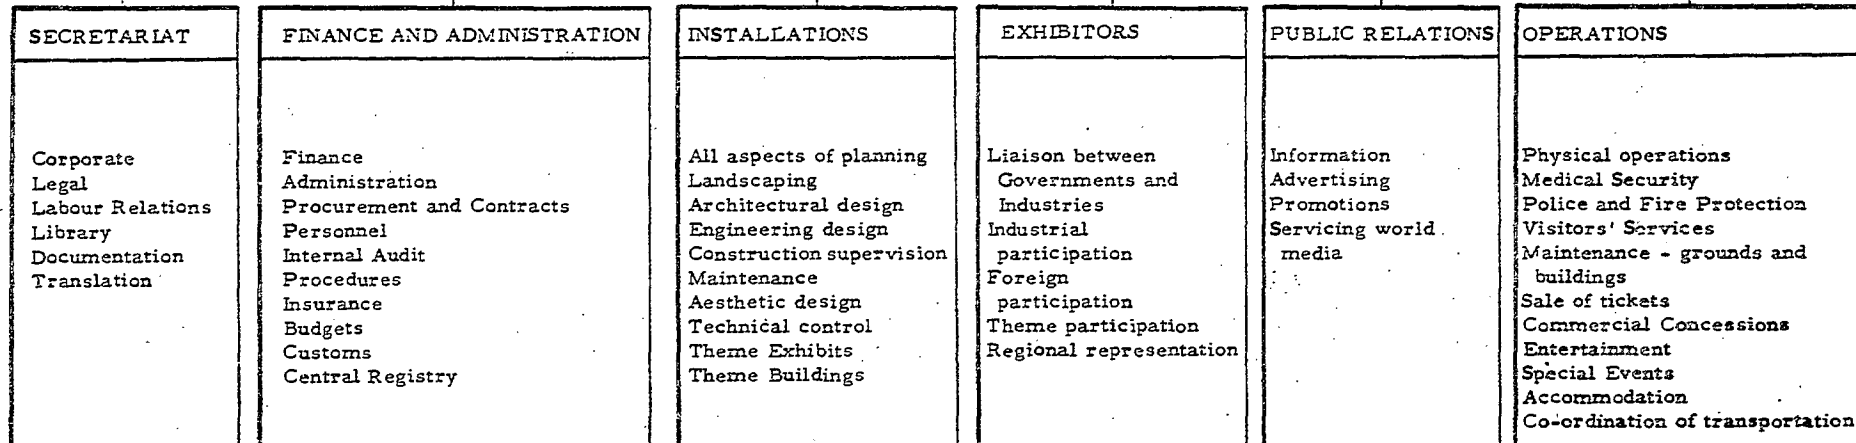 SECRETARIAT
Corporate
Legal
Labour Relations
Library
Documentation
Translation
FINANCE AND ADMINISTRATION
Finance
Administration
Procurement and Contracts
Personnel
Internal Audit
Procedures
Insurance
Budgets
Customs
Central Registry
INSTALLATIONS
All aspects of planning
Landscaping
Architectural design
Engineering design
Construction supervision
Maintenance
Aesthetic design
Technical control
Theme Exhibits
Theme Buildings
EXHIBITORS
Liaison between
Governments and
Industries
Industrial
participation
Foreign
participation
Theme participation
Regional representation
PUBLIC RELATIONS
Information
Advertising
Promotions
Servicing world
media
OPERATIONS
Physical operations
Medical Security
Police and Fire Protection
Visitors' Services
Maintenance - grounds and
buildings
Sale of tickets
Commercial Concessions
Entertainment
Special Events
Accommodation
Co-ordination of transportation